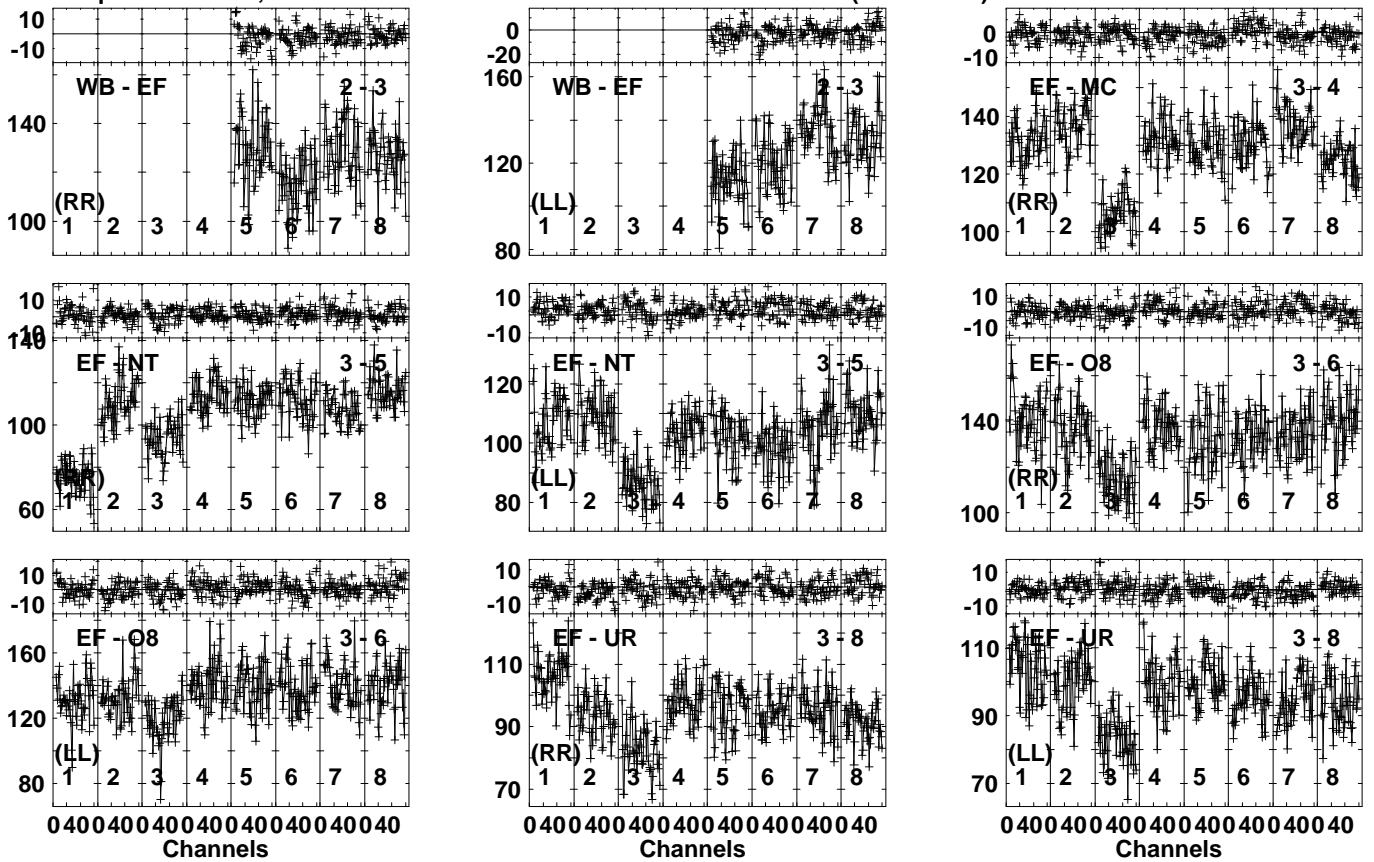 10 0 10
-10 -20 0 -10
WB - EF 2 - 3 WB - EF 2 - 3 EF - MC 3 - 4
140 100 160 120 80 160 140 120 100
(RR) (LL) (RR)
1 2 3 4 5 6 7 8 1 2 3 4 5 6 7 8 1 2 3 4 5 6 7 8
10 10 10
-10 -10 -10
EF - NT 3 - 5 EF - NT 3 - 5 EF - O8 3 - 6
140 100 60 120 100 80 140 100
(RR) (LL) (RR)
1 2 3 4 5 6 7 8 1 2 3 4 5 6 7 8 1 2 3 4 5 6 7 8
10 10 10
-10 -10 -10
EF - O8 3 - 6 EF - UR 3 - 8 EF - UR 3 - 8
160 120 80 110 90 70 110 90 70
(LL) (RR) (LL)
1 2 3 4 5 6 7 8 1 2 3 4 5 6 7 8 1 2 3 4 5 6 7 8
0 40 0 40 0 40 0 40 0 40 0 40 0 40 0 40 0 40 0 40 0 40 0 40 0 40 0 40 0 40 0 40 0 40 0 40 0 40 0 40 0 40 0 40 0 40 0 40
Channels Channels Channels